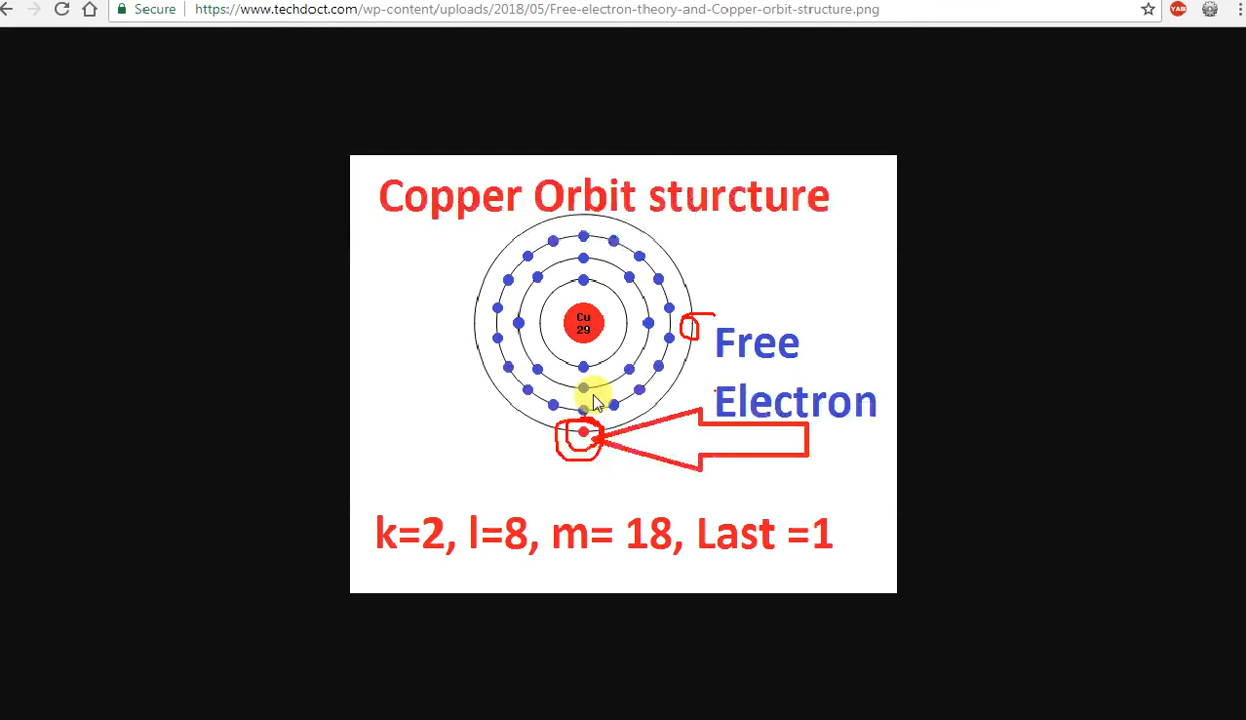 Secure https://www.techdoct.com/wp-content/uploads/2018/05/Free-electron-theory-and-Copper-orbit-structure.png
YAB
Copper Orbit sturcture
Cu
29
Free
Electron
k=2, l=8, m= 18, Last =1